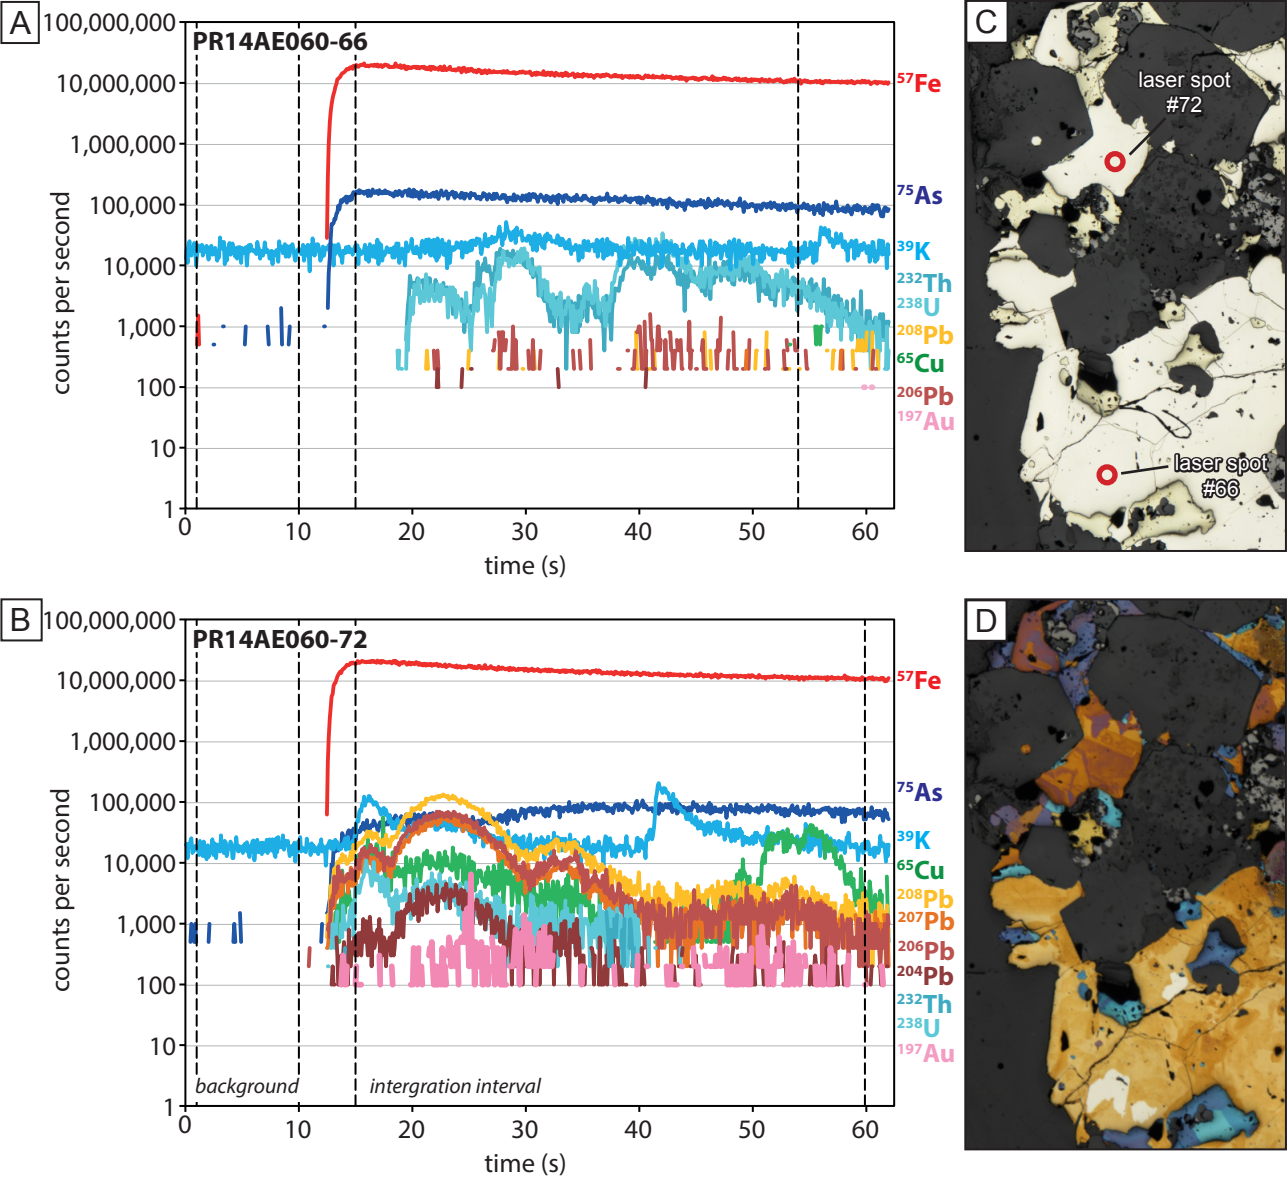 A
100,000,000
10,000,000
1,000,000
100,000
10,000
1,000
100
10
1
counts per second
PR14AE060-66
57Fe
75As
39K
232Th
238U
208Pb
65Cu
206Pb
197Au
0 10 20 30 40 50 60
time (s)
C
laser spot
#72
laser spot
#66
B
100,000,000
10,000,000
1,000,000
100,000
10,000
1,000
100
10
1
counts per second
PR14AE060-72
57Fe
75As
39K
65Cu
208Pb
207Pb
206Pb
204Pb
232Th
238U
197Au
background
intergration interval
0 10 20 30 40 50 60
time (s)
D